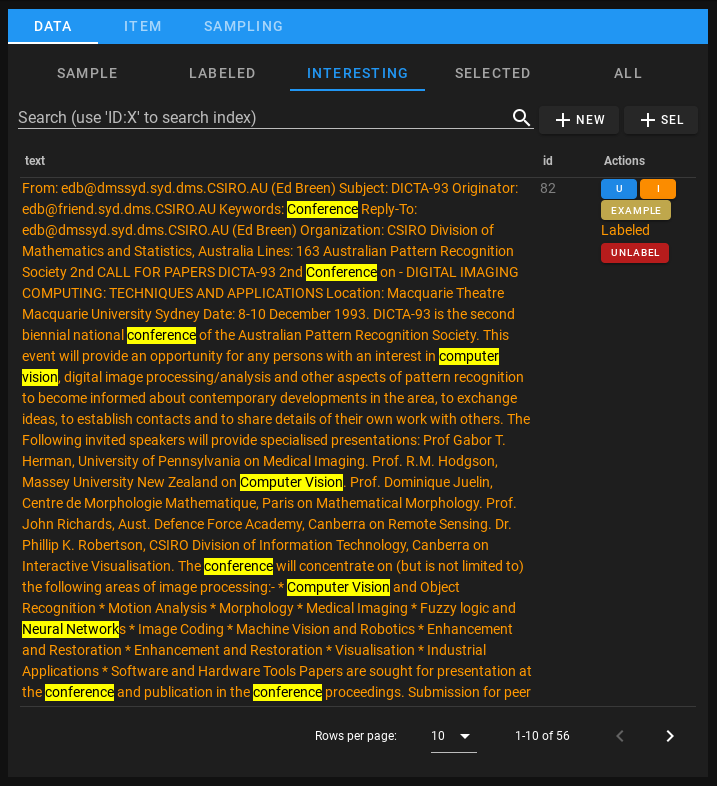 DATA ITEM SAMPLING
SAMPLE LABELED INTERESTING SELECTED ALL
Search (use 'ID:X' to search index) NEW SEL
text id Actions
From: edb@dmssyd.syd.dms.CSIRO.AU (Ed Breen) Subject: DICTA-93 Originator: 82 U I
edb@friend.syd.dms.CSIRO.AU Keywords: Conference Reply-To: EXAMPLE
edb@dmssyd.syd.dms.CSIRO.AU (Ed Breen) Organization: CSIRO Division of Labeled
Mathematics and Statistics, Australia Lines: 163 Australian Pattern Recognition UNLABEL
Society 2nd CALL FOR PAPERS DICTA-93 2nd Conference on - DIGITAL IMAGING
COMPUTING: TECHNIQUES AND APPLICATIONS Location: Macquarie Theatre
Macquarie University Sydney Date: 8-10 December 1993. DICTA-93 is the second
biennial national conference of the Australian Pattern Recognition Society. This
event will provide an opportunity for any persons with an interest in computer
vision, digital image processing/analysis and other aspects of pattern recognition
to become informed about contemporary developments in the area, to exchange
ideas, to establish contacts and to share details of their own work with others. The
Following invited speakers will provide specialised presentations: Prof Gabor T.
Herman, University of Pennsylvania on Medical Imaging. Prof. R.M. Hodgson,
Massey University New Zealand on Computer Vision. Prof. Dominique Juelin,
Centre de Morphologie Mathematique, Paris on Mathematical Morphology. Prof.
John Richards, Aust. Defence Force Academy, Canberra on Remote Sensing. Dr.
Phillip K. Robertson, CSIRO Division of Information Technology, Canberra on
Interactive Visualisation. The conference will concentrate on (but is not limited to)
the following areas of image processing:- * Computer Vision and Object
Recognition * Motion Analysis * Morphology * Medical Imaging * Fuzzy logic and
Neural Networks * Image Coding * Machine Vision and Robotics * Enhancement
and Restoration * Enhancement and Restoration * Visualisation * Industrial
Applications * Software and Hardware Tools Papers are sought for presentation at
the conference and publication in the conference proceedings. Submission for peer
Rows per page: 10 1-10 of 56